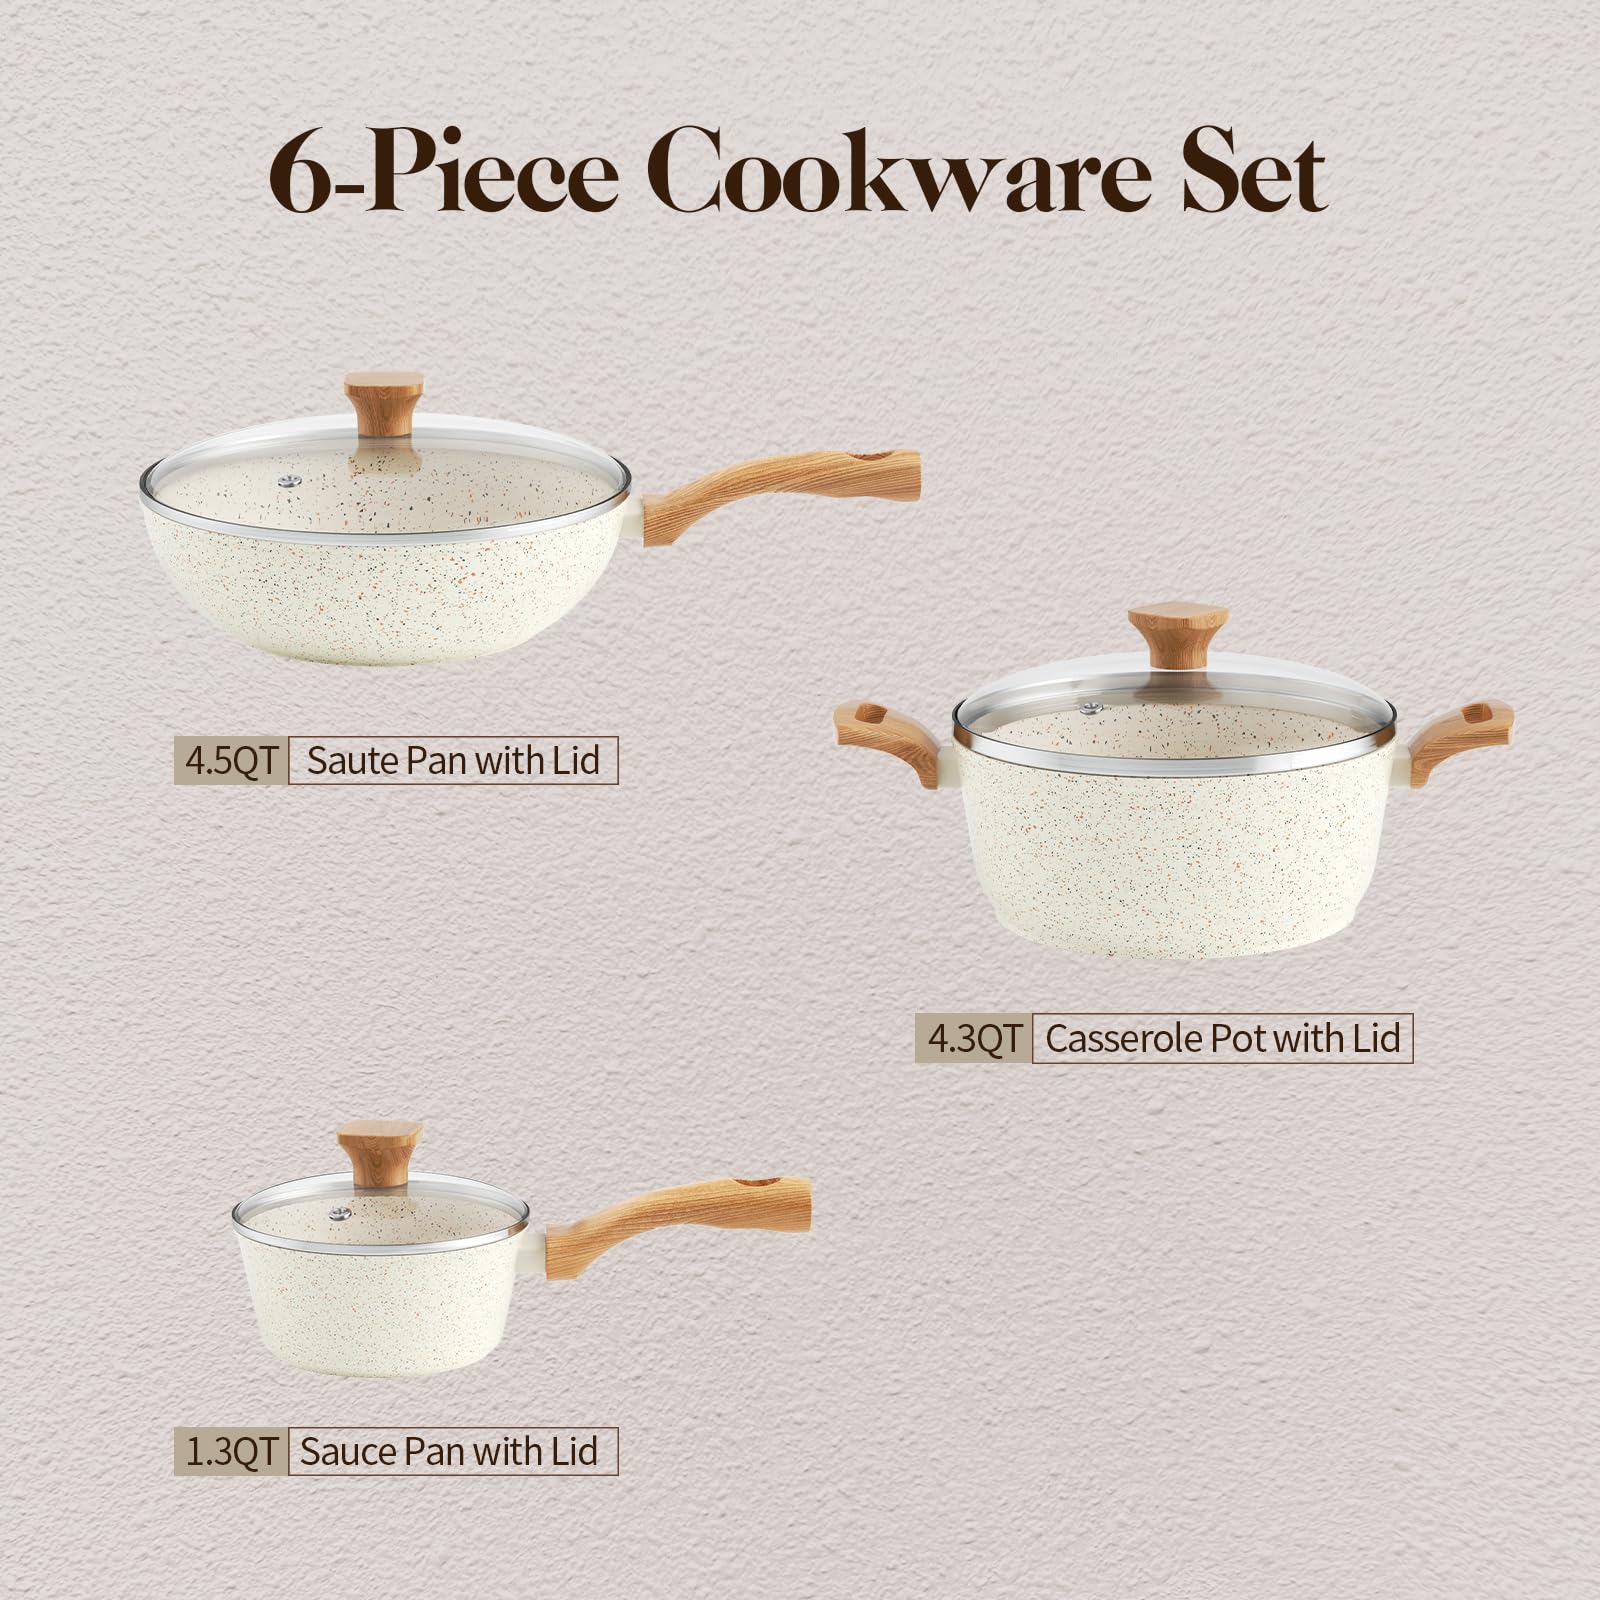 6-Piece Cookware Set
4.5QT Saute Pan with Lid
4.3QT Casserole Pot with Lid
1.3QT Sauce Pan with Lid